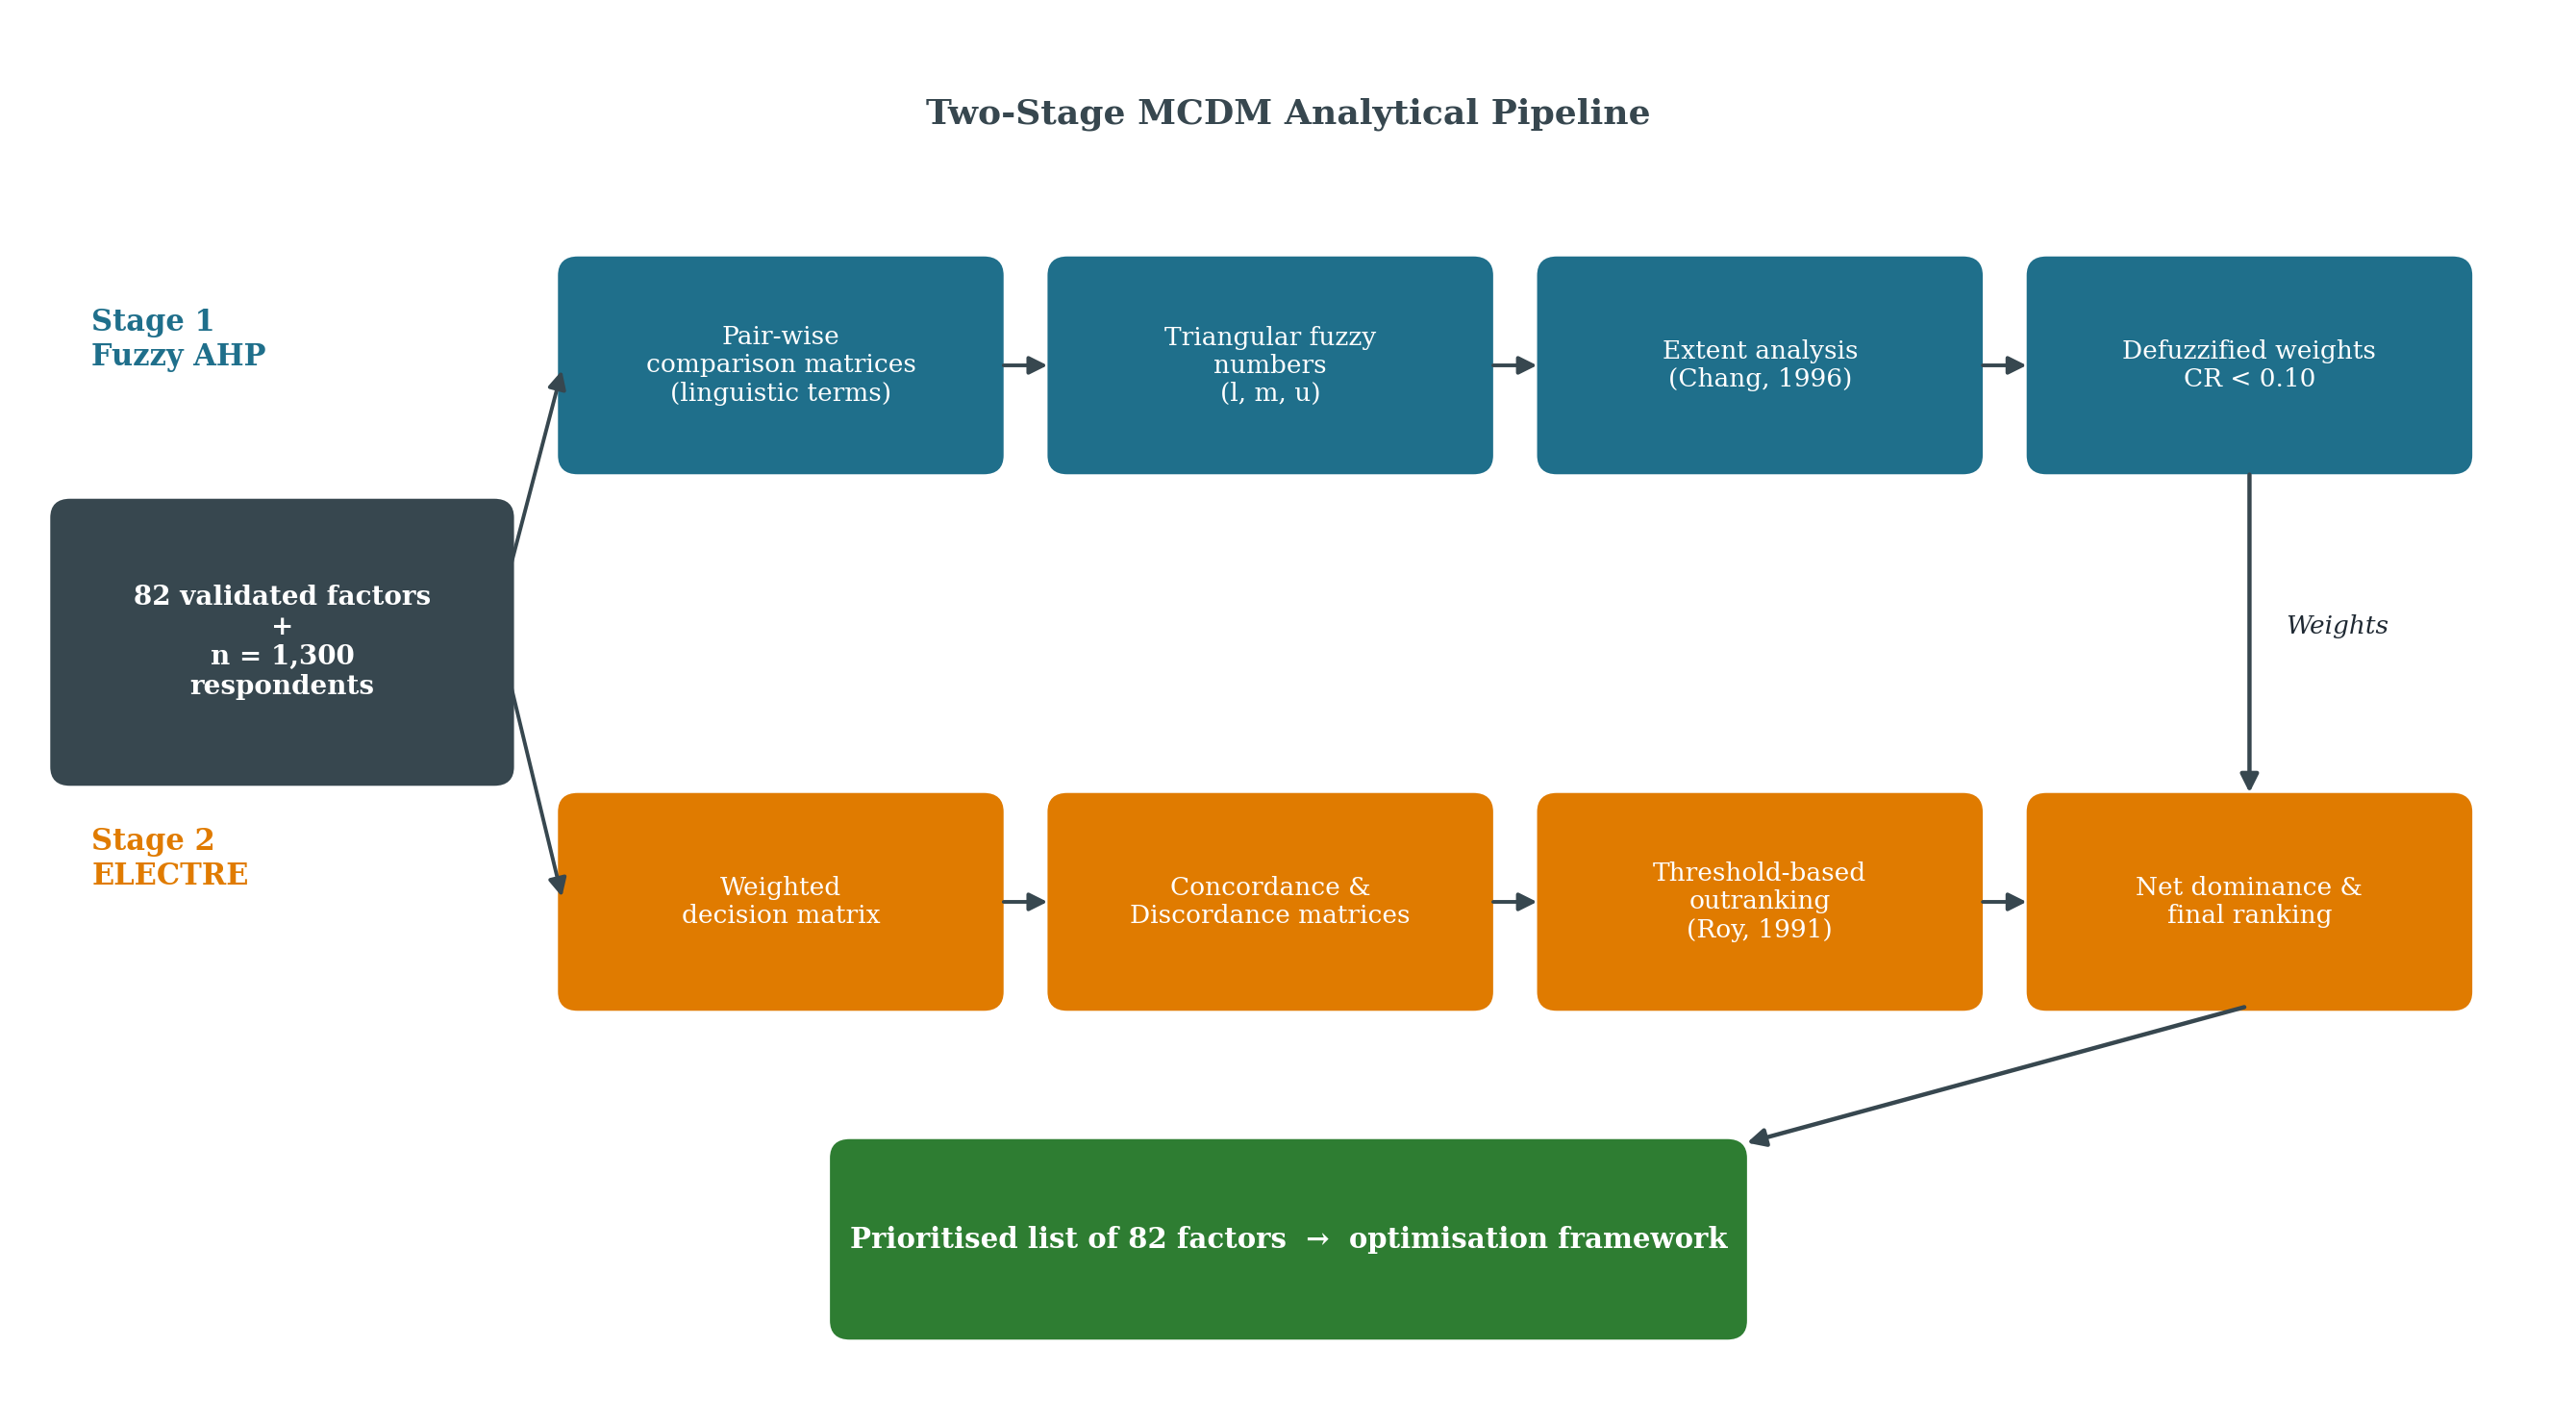 Two-Stage MCDM Analytical Pipeline
Stage 1
Fuzzy AHP
Pair-wise
comparison matrices
(linguistic terms)
Triangular fuzzy
numbers
(l, m, u)
Extent analysis
(Chang, 1996)
Defuzzified weights
CR < 0.10
82 validated factors
+
n = 1,300
respondents
Weights
Stage 2
ELECTRE
Weighted
decision matrix
Concordance &
Discordance matrices
Threshold-based
outranking
(Roy, 1991)
Net dominance &
final ranking
Prioritised list of 82 factors → optimisation framework